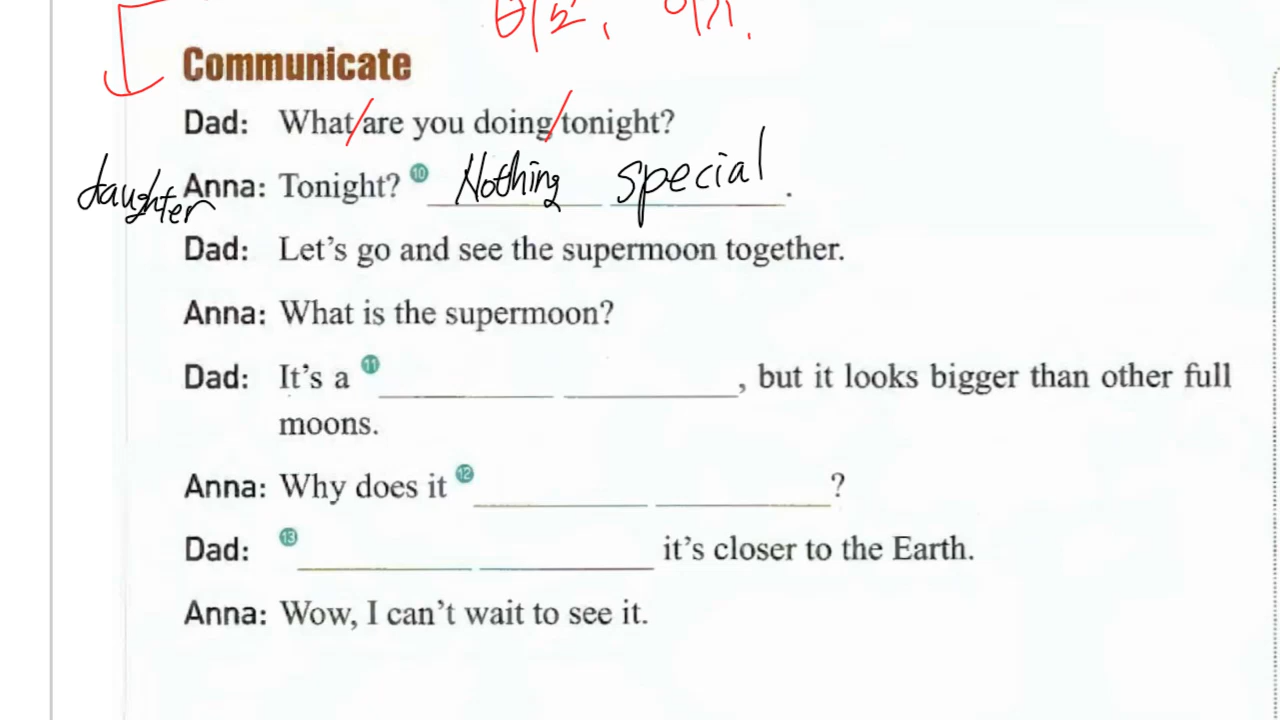 Communicate
Dad: What/are you doing/tonight?
daughter Anna: Tonight? ⑩ Nothing special.
Dad: Let's go and see the supermoon together.
Anna: What is the supermoon?
Dad: It's a ⑪ ________ ________, but it looks bigger than other full
moons.
Anna: Why does it ⑫ ________ ________?
Dad: ⑬ ________ ________ it's closer to the Earth.
Anna: Wow, I can't wait to see it.